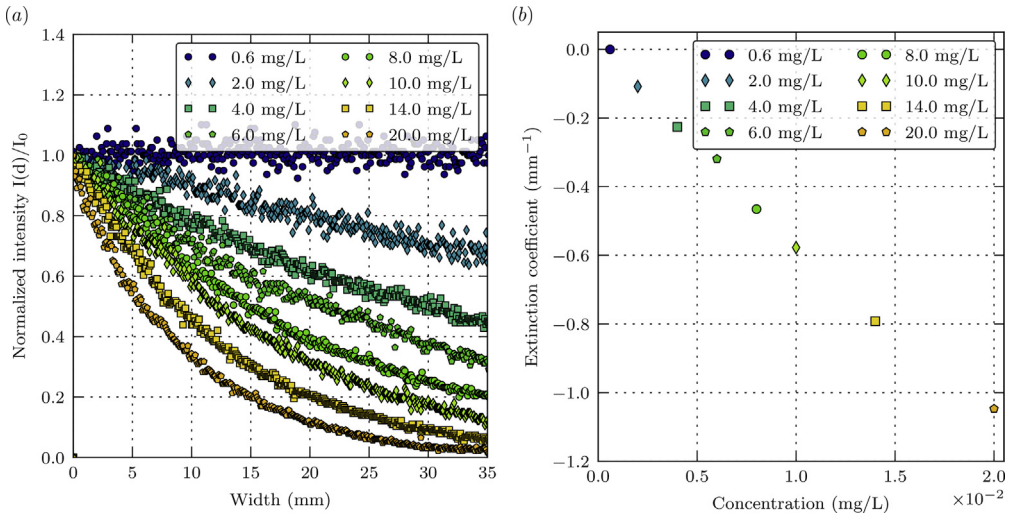 (a)
1.4
1.2
1.0
0.8
0.6
0.4
0.2
0.0
Normalized intensity I(d)/I0
0.6 mg/L 8.0 mg/L
2.0 mg/L 10.0 mg/L
4.0 mg/L 14.0 mg/L
6.0 mg/L 20.0 mg/L
0 5 10 15 20 25 30 35
Width (mm)
(b)
0.0
−0.2
−0.4
−0.6
−0.8
−1.0
−1.2
Extinction coefficient (mm⁻¹)
0.6 mg/L 8.0 mg/L
2.0 mg/L 10.0 mg/L
4.0 mg/L 14.0 mg/L
6.0 mg/L 20.0 mg/L
0.0 0.5 1.0 1.5 2.0
×10⁻²
Concentration (mg/L)